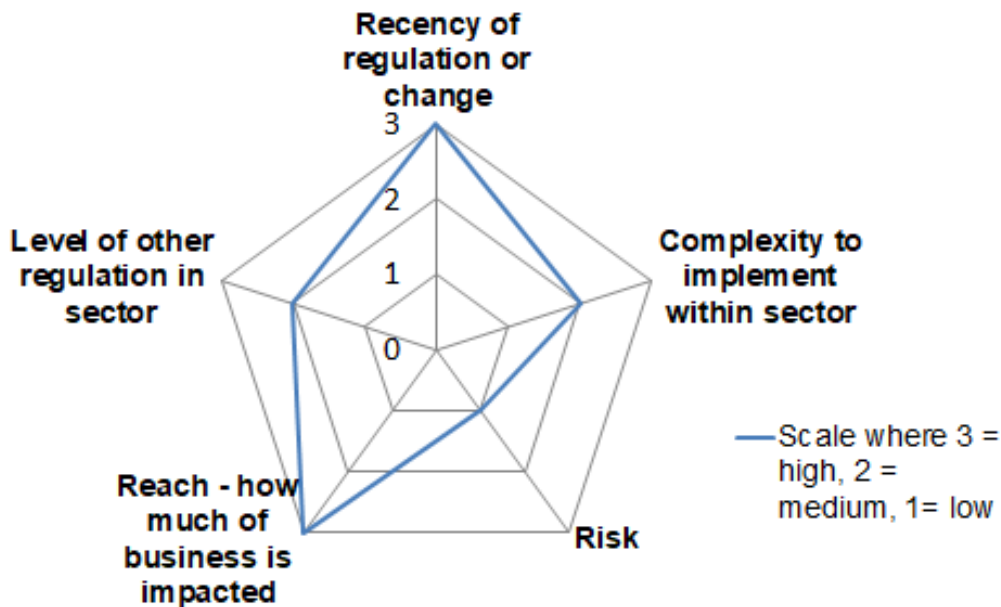 Recency of
regulation or
change
3
2
1
0
Level of other
regulation in
sector
Complexity to
implement
within sector
Reach - how
much of
business is
impacted
Risk
Scale where 3 =
high, 2 =
medium, 1= low